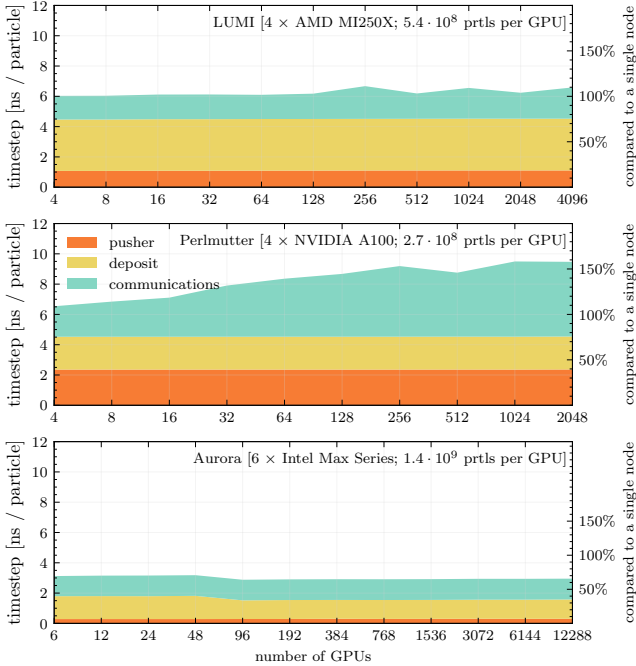 LUMI [4 × AMD MI250X; 5.4 · 10⁸ prtls per GPU]
timestep [ns / particle]
12
10
8
6
4
2
0
150%
100%
50%
compared to a single node
4 8 16 32 64 128 256 512 1024 2048 4096
Perlmutter [4 × NVIDIA A100; 2.7 · 10⁸ prtls per GPU]
pusher
deposit
communications
timestep [ns / particle]
12
10
8
6
4
2
0
150%
100%
50%
compared to a single node
4 8 16 32 64 128 256 512 1024 2048
Aurora [6 × Intel Max Series; 1.4 · 10⁹ prtls per GPU]
timestep [ns / particle]
12
10
8
6
4
2
0
150%
100%
50%
compared to a single node
6 12 24 48 96 192 384 768 1536 3072 6144 12288
number of GPUs